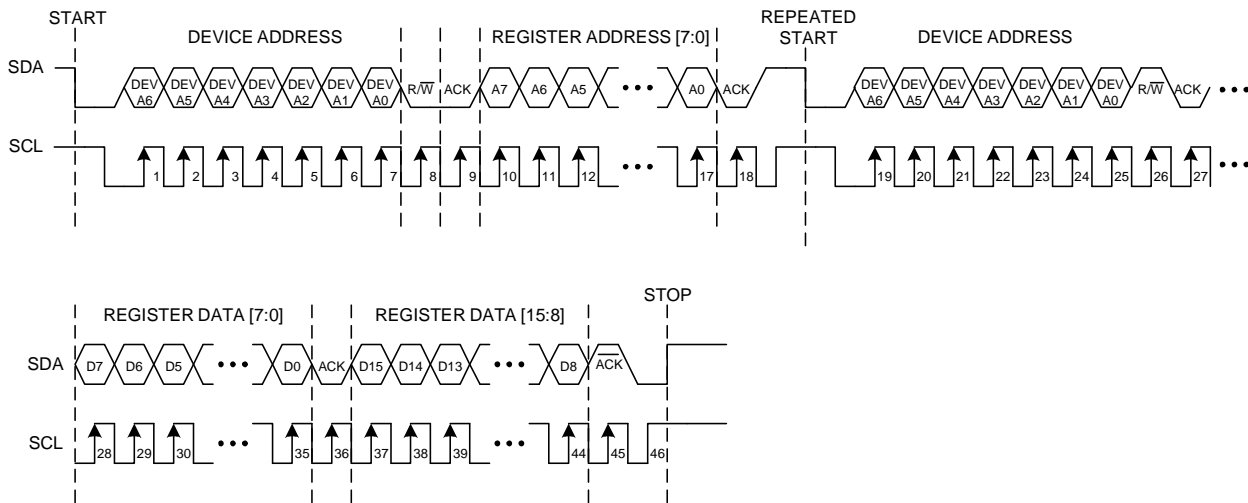 START
REPEATED
START
DEVICE ADDRESS
REGISTER ADDRESS [7:0]
DEVICE ADDRESS
SDA
DEV A6 DEV A5 DEV A4 DEV A3 DEV A2 DEV A1 DEV A0 R/W̅ ACK A7 A6 A5 ••• A0 ACK DEV A6 DEV A5 DEV A4 DEV A3 DEV A2 DEV A1 DEV A0 R/W̅ ACK •••
SCL
1 2 3 4 5 6 7 8 9 10 11 12 ••• 17 18 19 20 21 22 23 24 25 26 27 •••
STOP
REGISTER DATA [7:0]
REGISTER DATA [15:8]
SDA
D7 D6 D5 ••• D0 ACK D15 D14 D13 ••• D8 A̅C̅K̅
SCL
28 29 30 ••• 35 36 37 38 39 ••• 44 45 46